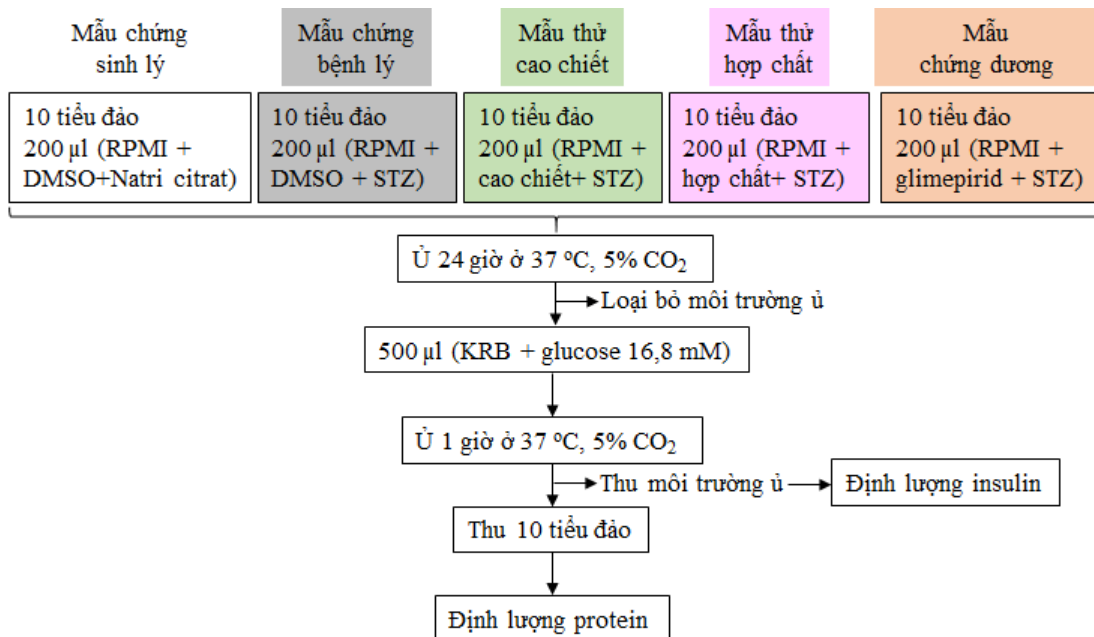 Mẫu chứng
sinh lý
Mẫu chứng
bệnh lý
Mẫu thử
cao chiết
Mẫu thử
hợp chất
Mẫu
chứng dương
10 tiểu đảo
200 µl (RPMI +
DMSO+Natri citrat)
10 tiểu đảo
200 µl (RPMI +
DMSO + STZ)
10 tiểu đảo
200 µl (RPMI +
cao chiết+ STZ)
10 tiểu đảo
200 µl (RPMI +
hợp chất+ STZ)
10 tiểu đảo
200 µl (RPMI +
glimepirid + STZ)
Ủ 24 giờ ở 37 ºC, 5% CO₂
Loại bỏ môi trường ủ
500 µl (KRB + glucose 16,8 mM)
Ủ 1 giờ ở 37 ºC, 5% CO₂
Thu môi trường ủ
Định lượng insulin
Thu 10 tiểu đảo
Định lượng protein